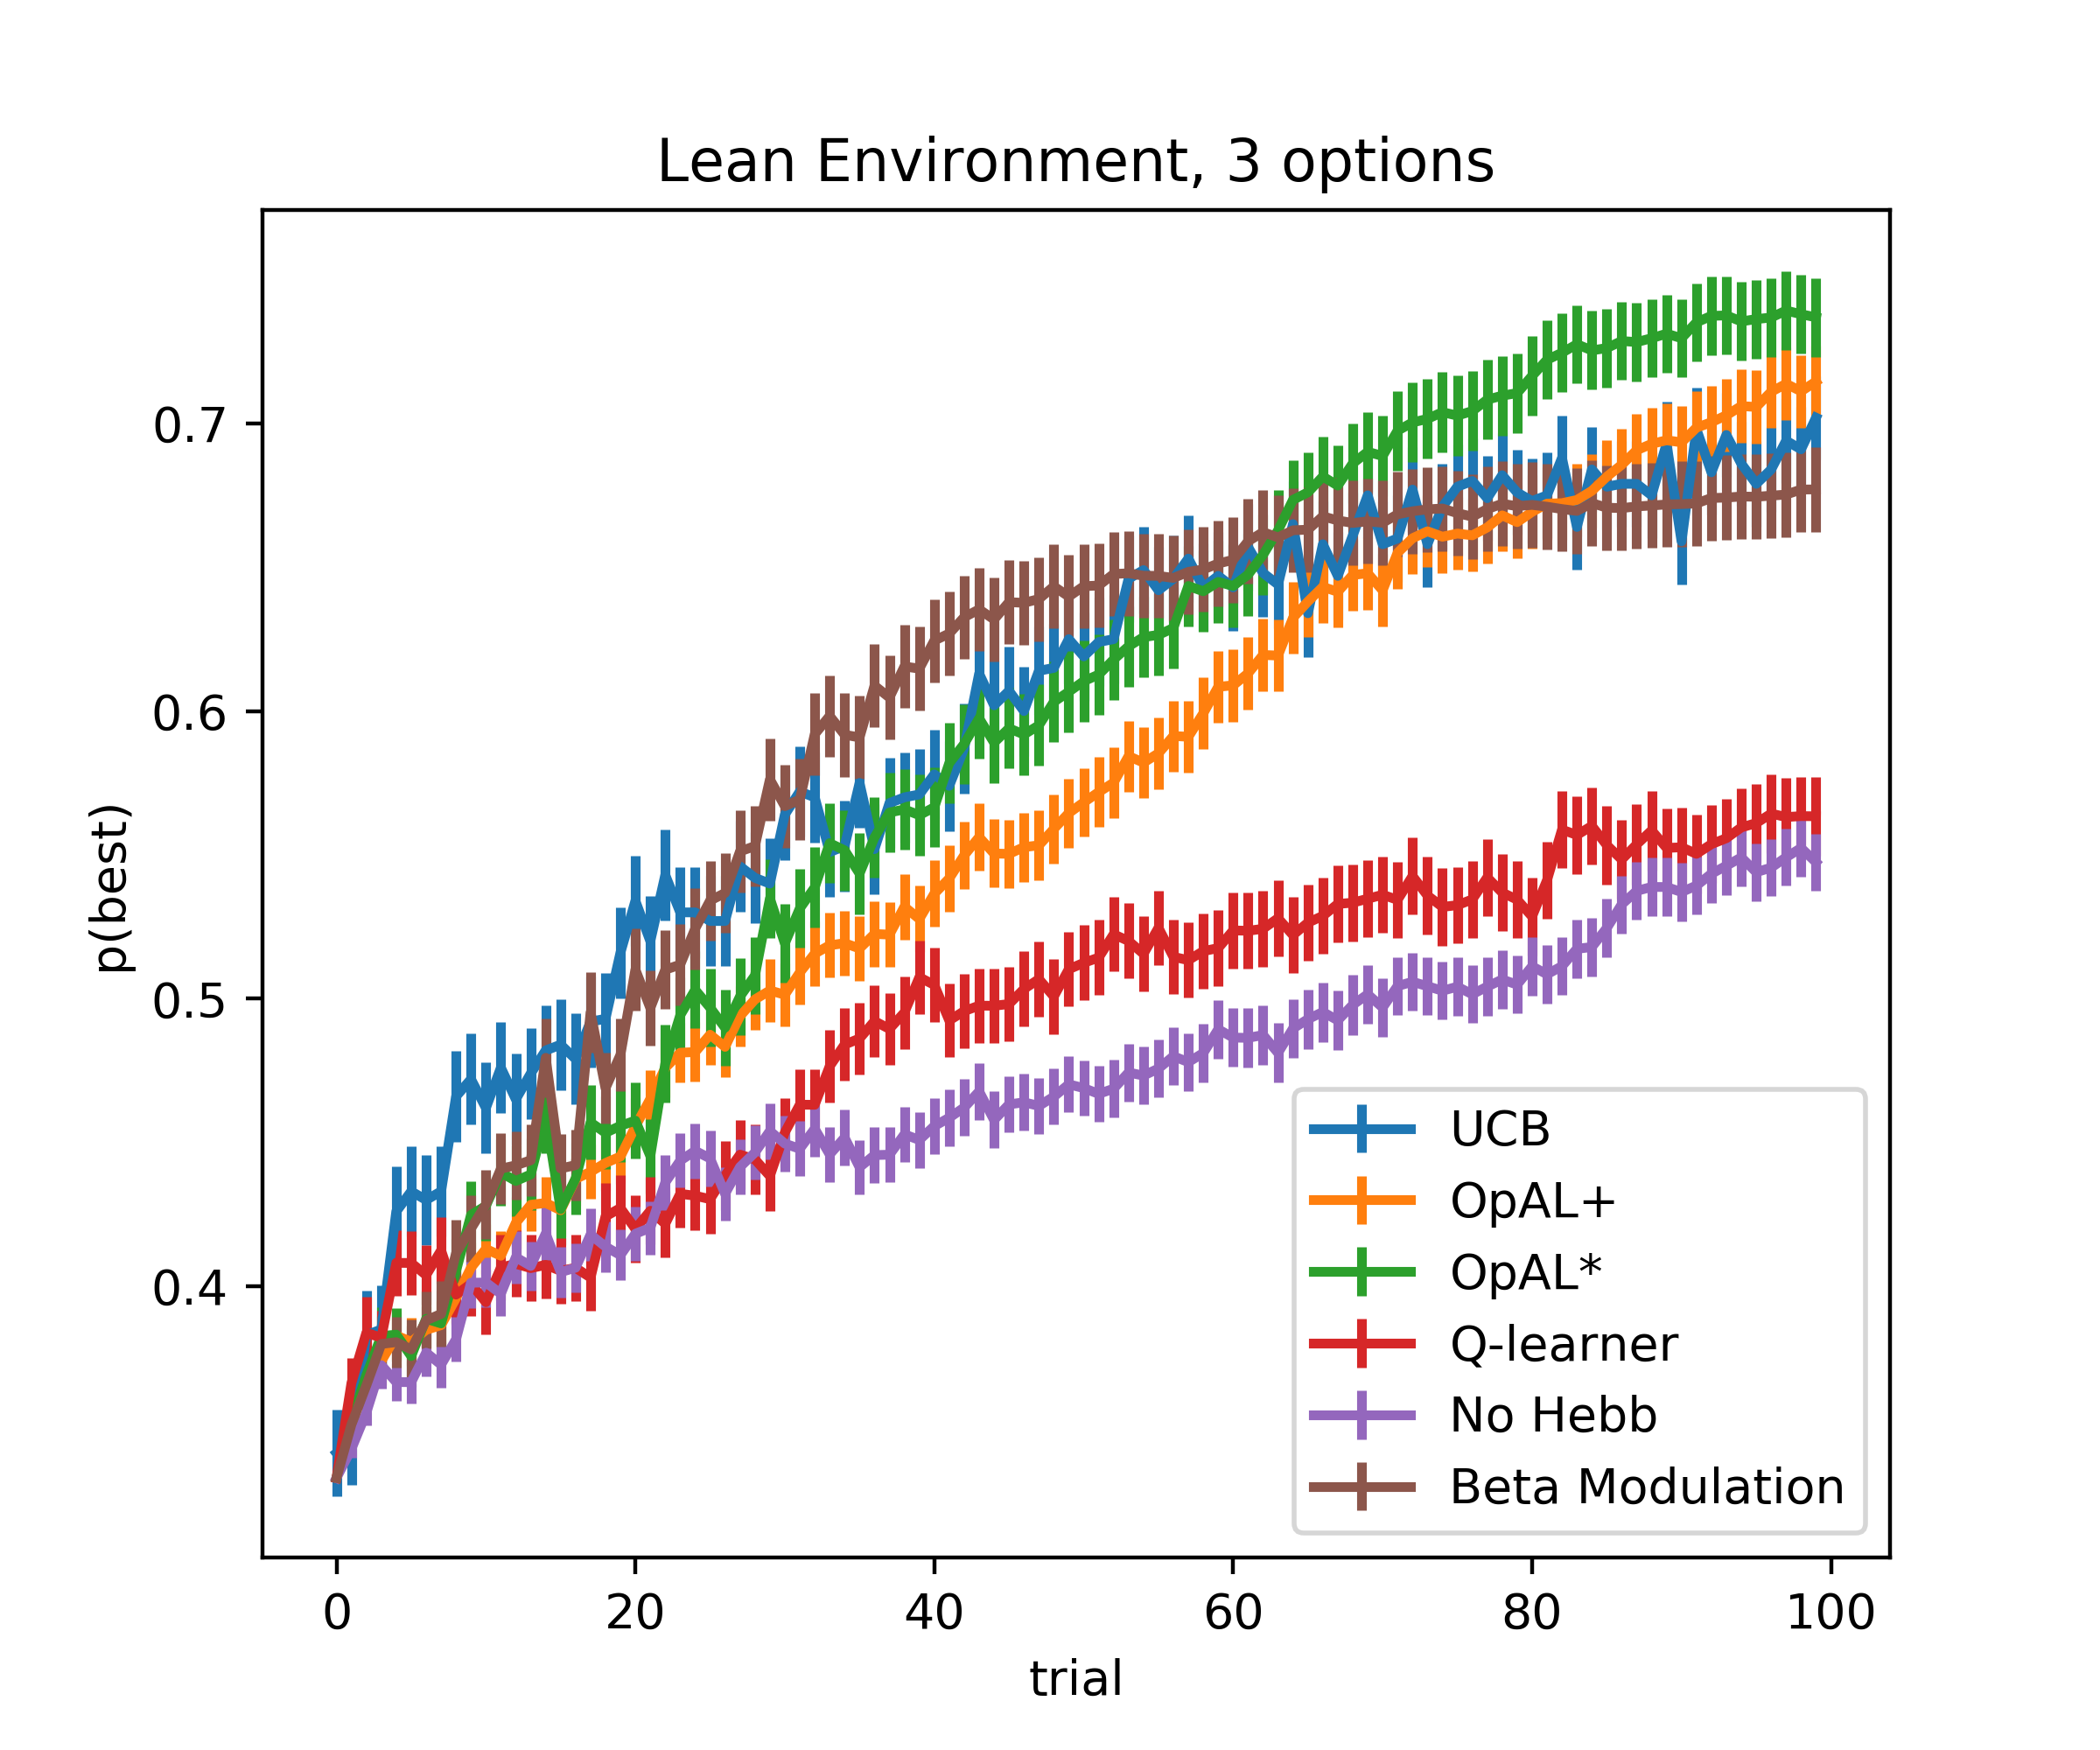 Lean Environment, 3 options
p(best)
0.7
0.6
0.5
0.4
0
20
40
60
80
100
trial
UCB
OpAL+
OpAL*
Q-learner
No Hebb
Beta Modulation